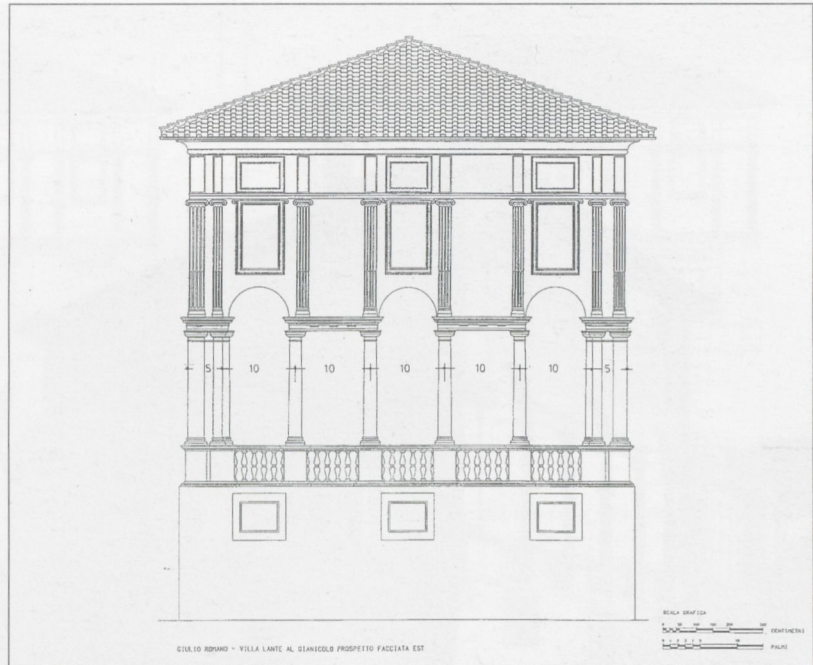 5 10 10 10 10 10 5
SCALA GRAFICA
CENTIMETRI
PALMI
GIULIO ROMANO - VILLA LANTE AL GIANICOLO PROSPETTO FACCIATA EST